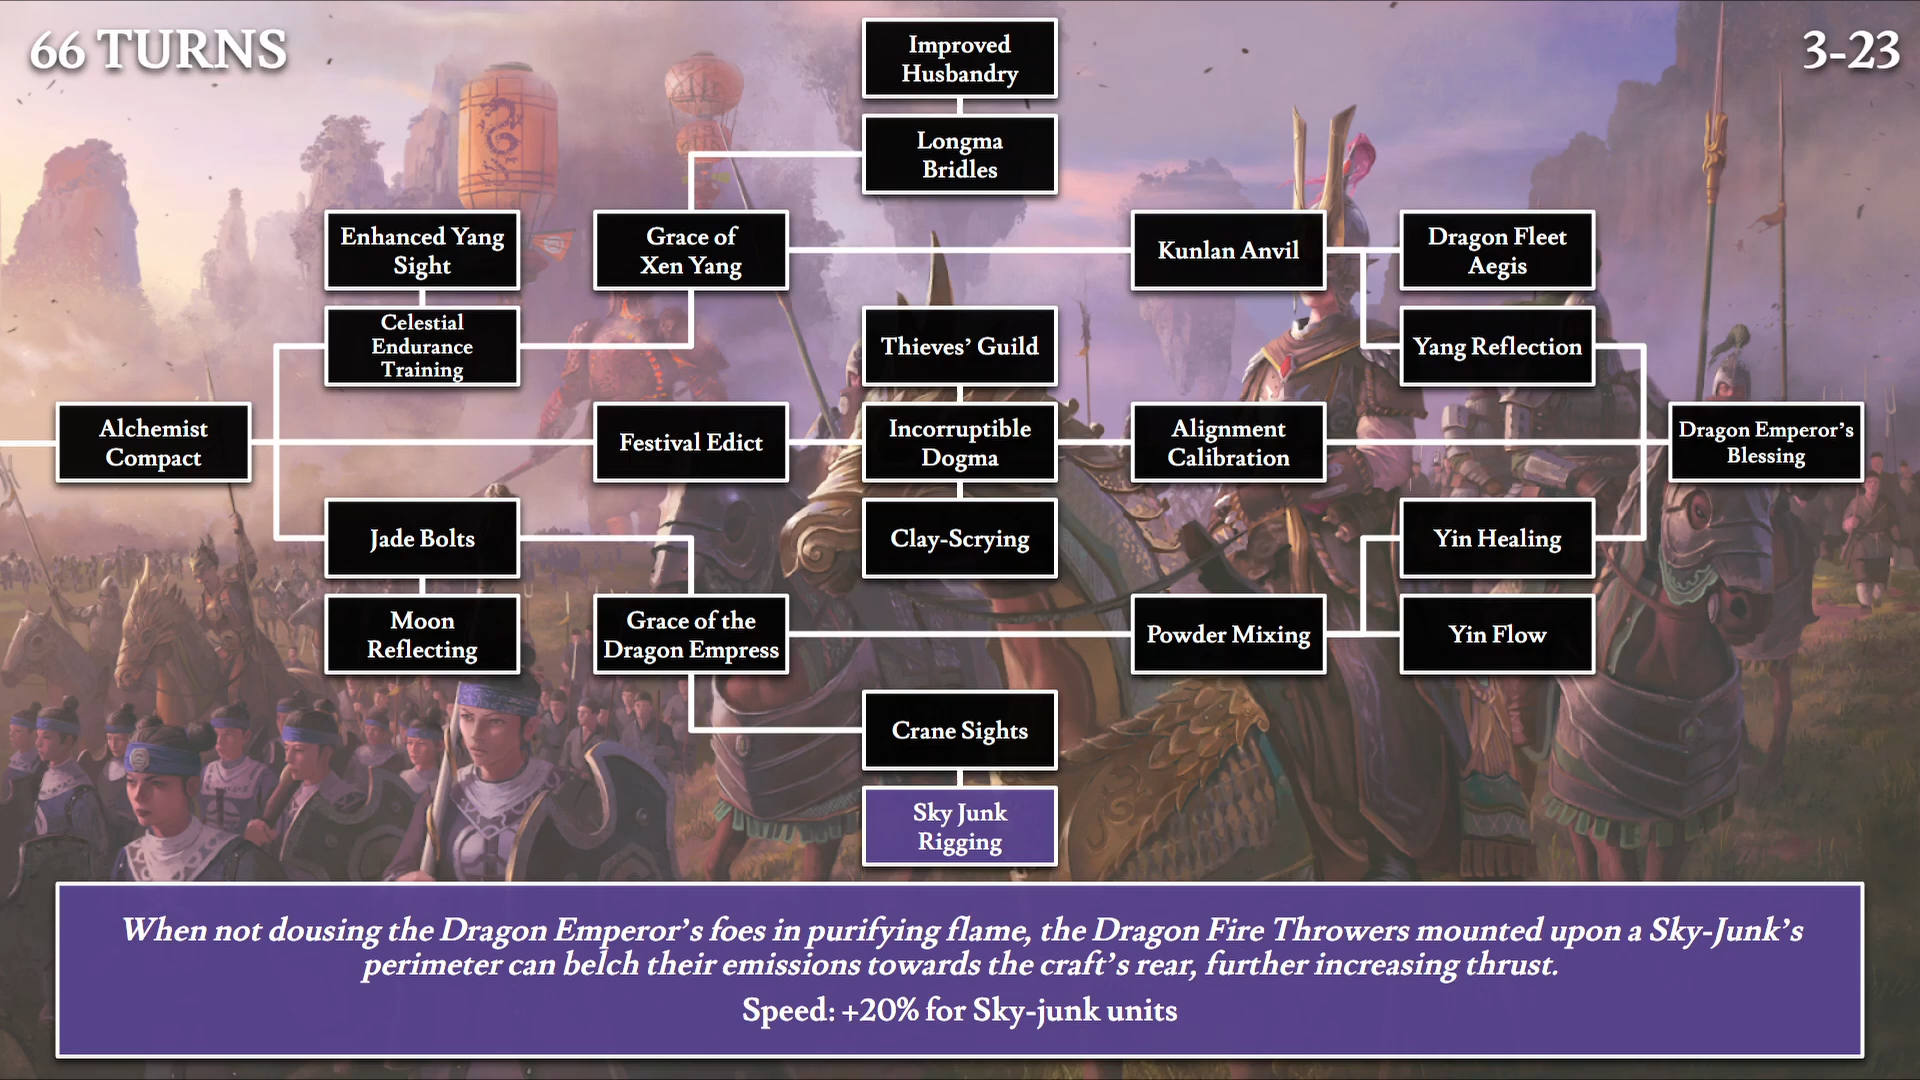 66 TURNS
3-23
Improved
Husbandry
Longma
Bridles
Enhanced Yang
Sight
Grace of
Xen Yang
Kunlan Anvil
Dragon Fleet
Aegis
Celestial
Endurance
Training
Thieves’ Guild
Yang Reflection
Alchemist
Compact
Festival Edict
Incorruptible
Dogma
Alignment
Calibration
Dragon Emperor’s
Blessing
Jade Bolts
Clay-Scrying
Yin Healing
Moon
Reflecting
Grace of the
Dragon Empress
Powder Mixing
Yin Flow
Crane Sights
Sky Junk
Rigging
When not dousing the Dragon Emperor’s foes in purifying flame, the Dragon Fire Throwers mounted upon a Sky-Junk’s
perimeter can belch their emissions towards the craft’s rear, further increasing thrust.
Speed: +20% for Sky-junk units